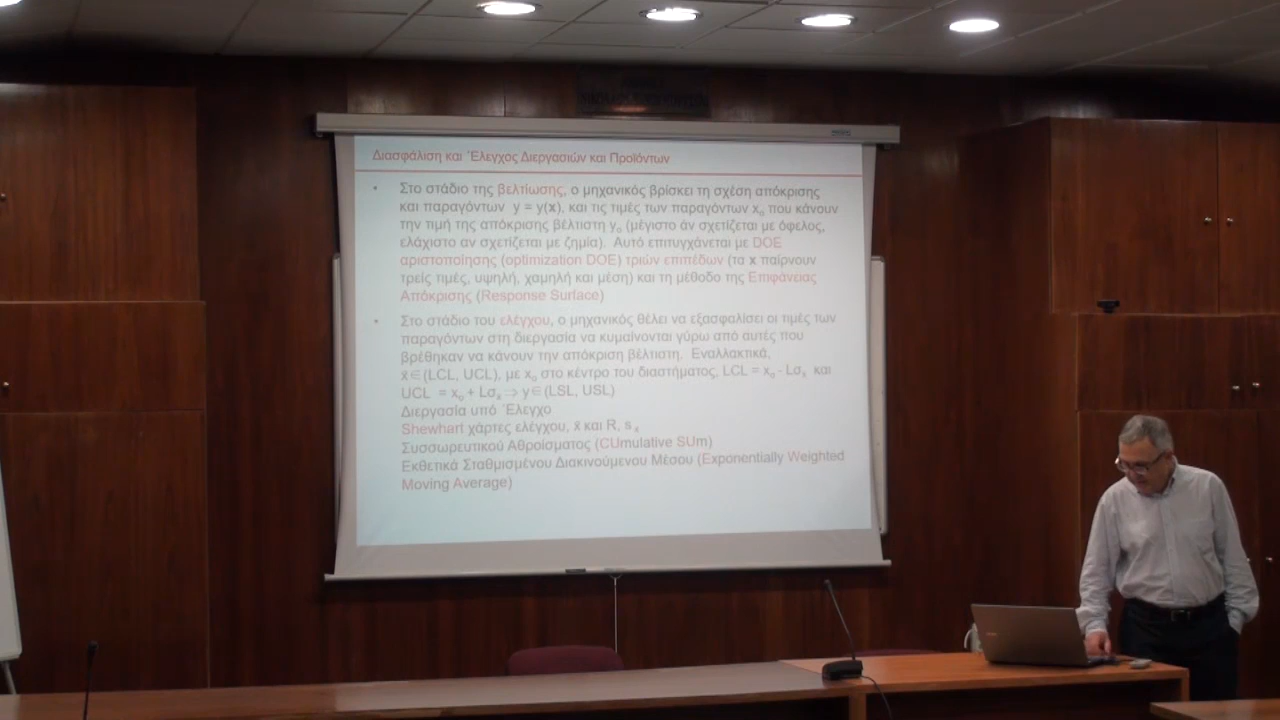 Διασφάλιση και Έλεγχος Διεργασιών και Προϊόντων
• Στο στάδιο της βελτίωσης, ο μηχανικός βρίσκει τη σχέση απόκρισης
και παραγόντων y = y(x), και τις τιμές των παραγόντων x₀ που κάνουν
την τιμή της απόκρισης βέλτιστη y₀ (μέγιστο άν σχετίζεται με όφελος,
ελάχιστο αν σχετίζεται με ζημία). Αυτό επιτυγχάνεται με DOE
αριστοποίησης (optimization DOE) τριών επιπέδων (τα x παίρνουν
τρείς τιμές, υψηλή, χαμηλή και μέση) και τη μέθοδο της Επιφάνειας
Απόκρισης (Response Surface)
• Στο στάδιο του ελέγχου, ο μηχανικός θέλει να εξασφαλίσει οι τιμές των
παραγόντων στη διεργασία να κυμαίνονται γύρω από αυτές που
βρέθηκαν να κάνουν την απόκριση βέλτιστη. Εναλλακτικά,
x̄∈(LCL, UCL), με x₀ στο κέντρο του διαστήματος, LCL = x₀ - Lσₓ και
UCL = x₀ + Lσₓ ⇒ y∈(LSL, USL)
Διεργασία υπό Έλεγχο
Shewhart χάρτες ελέγχου, x̄ και R, sₓ
Συσσωρευτικού Αθροίσματος (CUmulative SUm)
Εκθετικά Σταθμισμένου Διακινούμενου Μέσου (Exponentially Weighted
Moving Average)